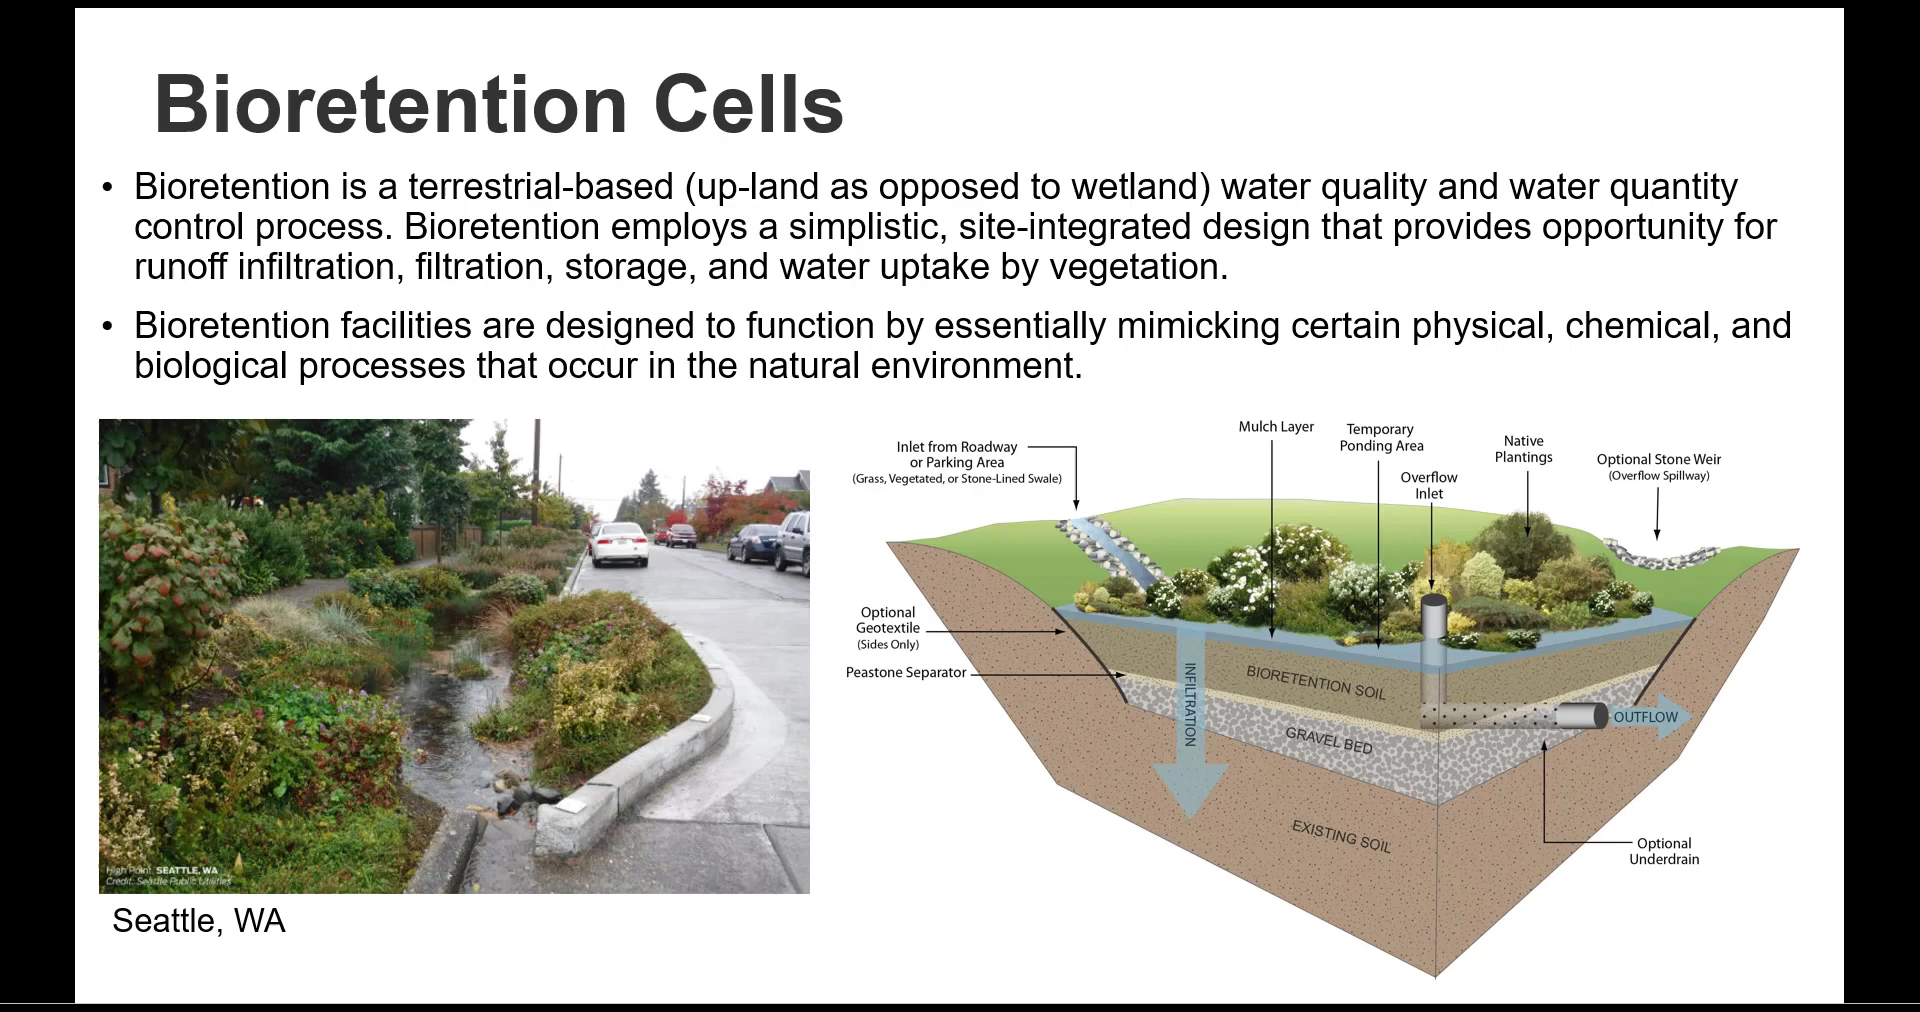 Bioretention Cells
• Bioretention is a terrestrial-based (up-land as opposed to wetland) water quality and water quantity
control process. Bioretention employs a simplistic, site-integrated design that provides opportunity for
runoff infiltration, filtration, storage, and water uptake by vegetation.
• Bioretention facilities are designed to function by essentially mimicking certain physical, chemical, and
biological processes that occur in the natural environment.
High Point, SEATTLE, WA
Credit: Seattle Public Utilities
Seattle, WA
Inlet from Roadway
or Parking Area
(Grass, Vegetated, or Stone-Lined Swale)
Mulch Layer
Temporary
Ponding Area
Overflow
Inlet
Native
Plantings
Optional Stone Weir
(Overflow Spillway)
Optional
Geotextile
(Sides Only)
Peastone Separator
INFILTRATION
BIORETENTION SOIL
GRAVEL BED
OUTFLOW
EXISTING SOIL
Optional
Underdrain